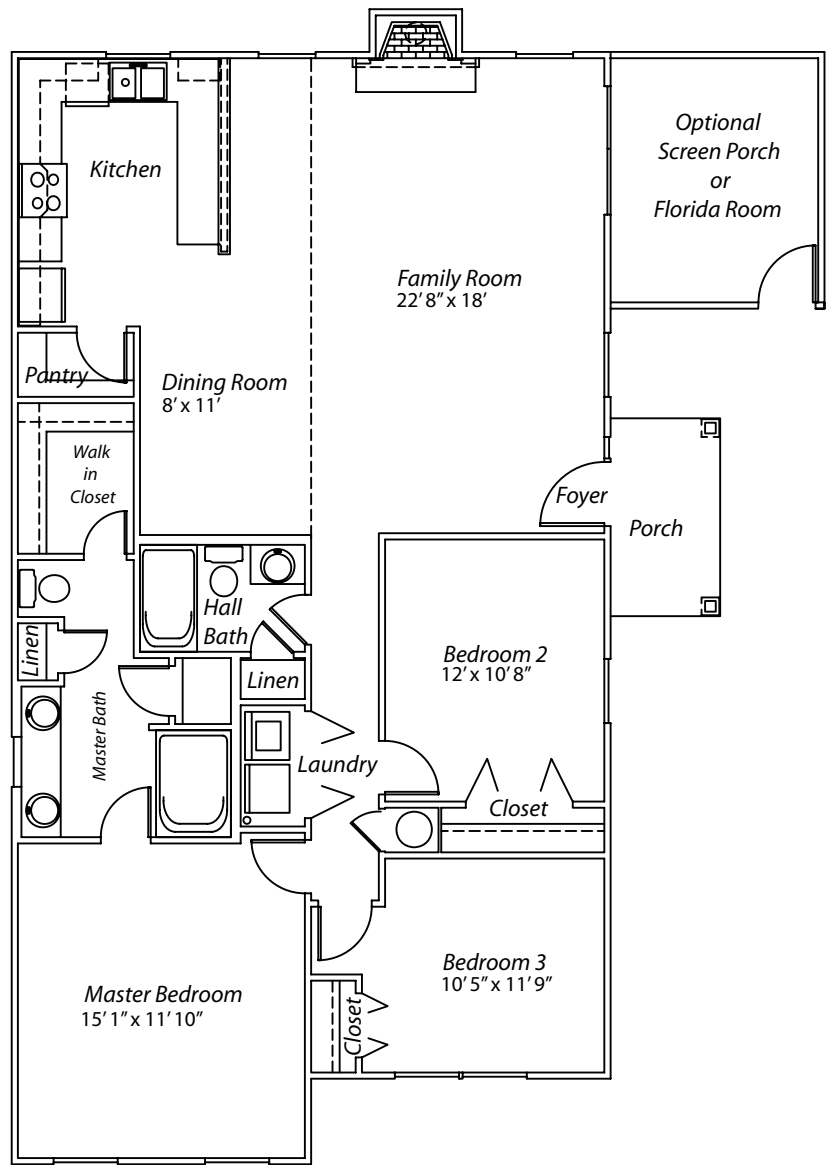 Kitchen
Optional
Screen Porch
or
Florida Room
Family Room
22’ 8” x 18’
Pantry
Dining Room
8’ x 11’
Walk
in
Closet
Foyer
Porch
Hall
Bath
Linen
Linen
Bedroom 2
12’ x 10’ 8”
Master Bath
Laundry
Closet
Master Bedroom
15’ 1” x 11’ 10”
Bedroom 3
10’ 5” x 11’ 9”
Closet